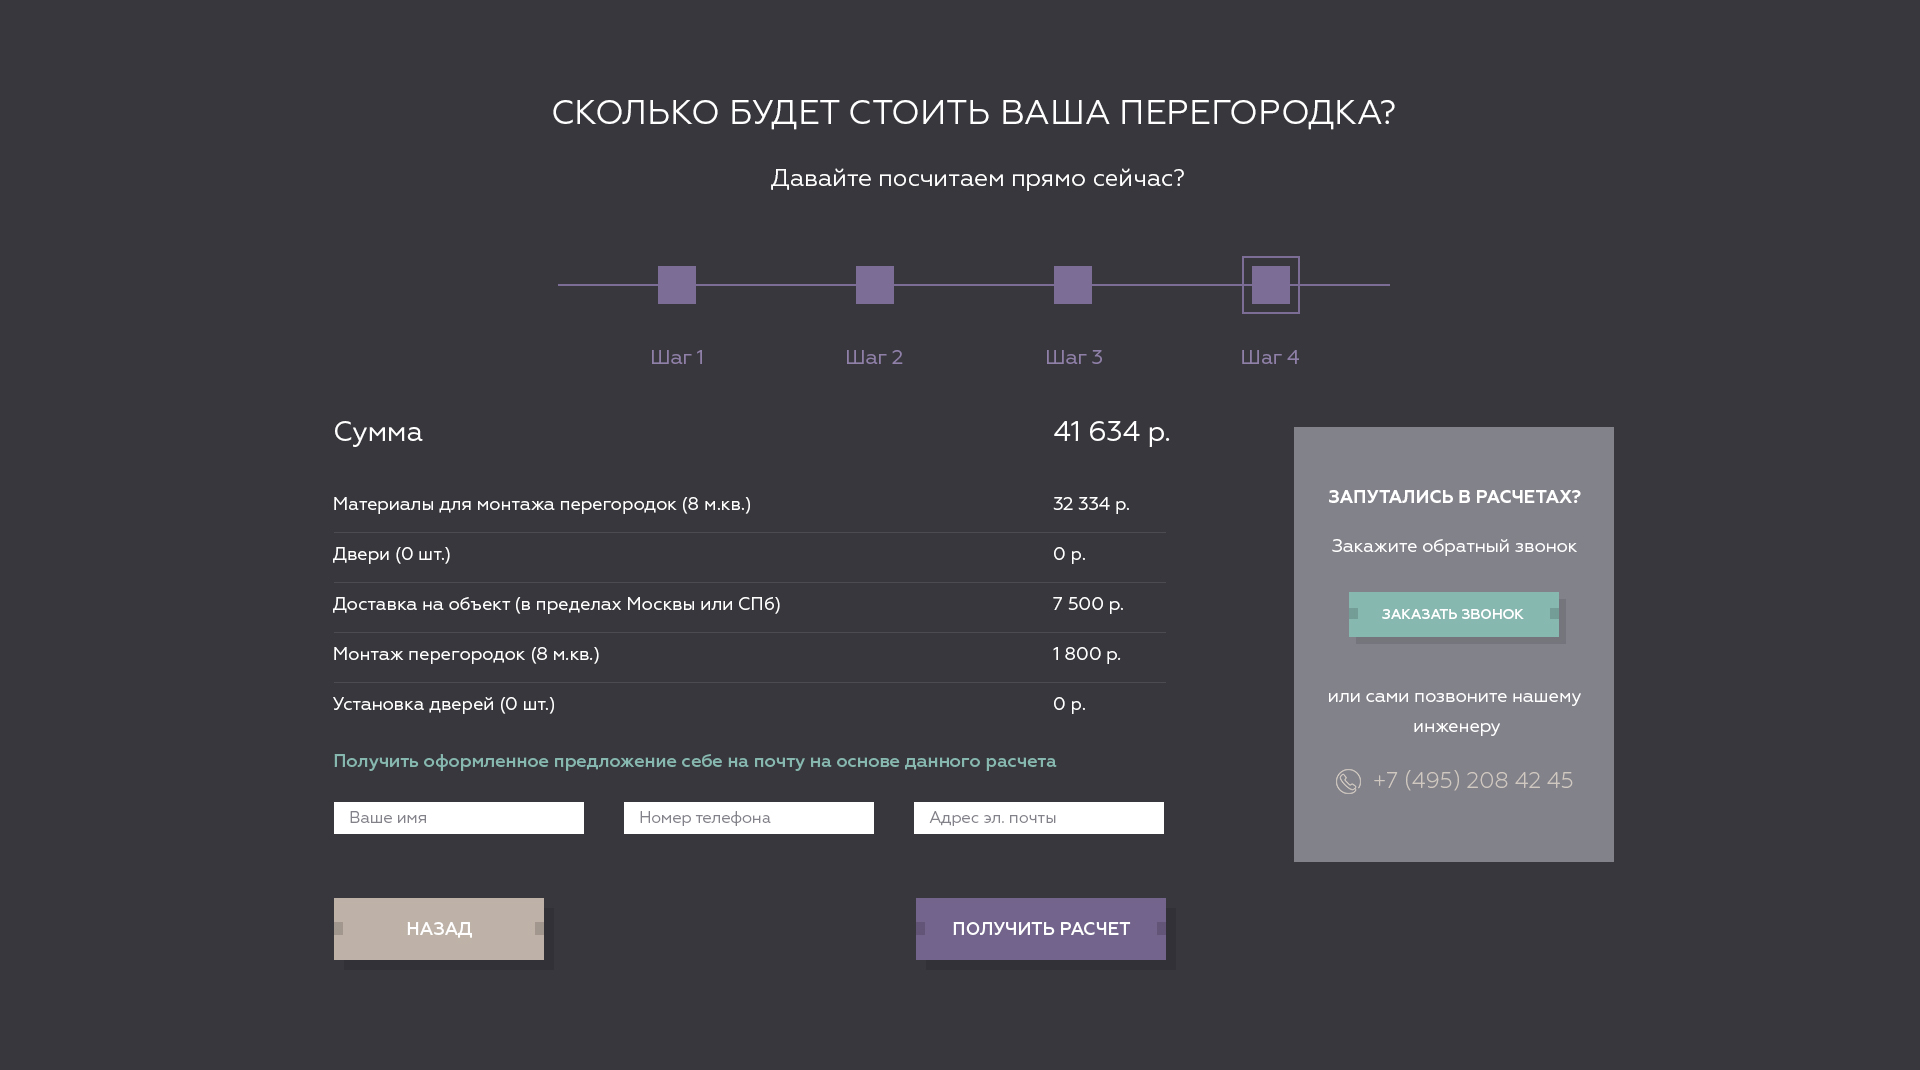 СКОЛЬКО БУДЕТ СТОИТЬ ВАША ПЕРЕГОРОДКА?
Давайте посчитаем прямо сейчас?
Шаг 1 Шаг 2 Шаг 3 Шаг 4
Сумма 41 634 р.
Материалы для монтажа перегородок (8 м.кв.) 32 334 р.
Двери (0 шт.) 0 р.
Доставка на объект (в пределах Москвы или СПб) 7 500 р.
Монтаж перегородок (8 м.кв.) 1 800 р.
Установка дверей (0 шт.) 0 р.
Получить оформленное предложение себе на почту на основе данного расчета
Ваше имя Номер телефона Адрес эл. почты
НАЗАД ПОЛУЧИТЬ РАСЧЕТ
ЗАПУТАЛИСЬ В РАСЧЕТАХ?
Закажите обратный звонок
ЗАКАЗАТЬ ЗВОНОК
или сами позвоните нашему
инженеру
+7 (495) 208 42 45